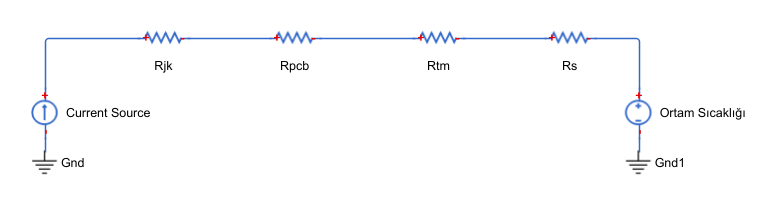 Rjk
Rpcb
Rtm
Rs
Current Source
Ortam Sıcaklığı
Gnd
Gnd1